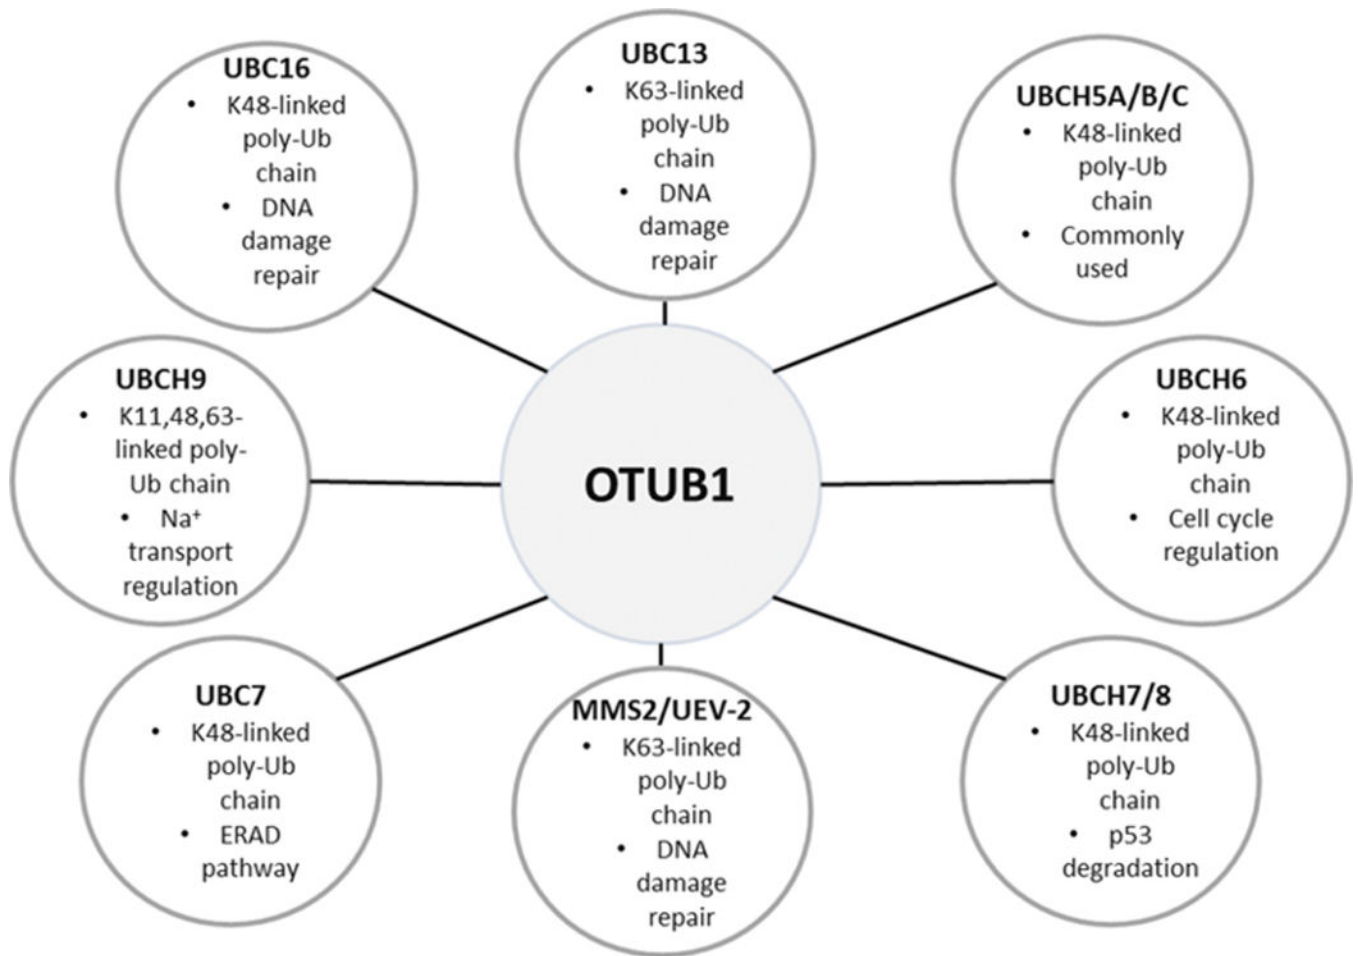 UBC16
• K48-linked
poly-Ub
chain
• DNA
damage
repair
UBC13
• K63-linked
poly-Ub
chain
• DNA
damage
repair
UBCH5A/B/C
• K48-linked
poly-Ub
chain
• Commonly
used
UBCH9
• K11,48,63-
linked poly-
Ub chain
• Na⁺
transport
regulation
OTUB1
UBCH6
• K48-linked
poly-Ub
chain
• Cell cycle
regulation
UBC7
• K48-linked
poly-Ub
chain
• ERAD
pathway
MMS2/UEV-2
• K63-linked
poly-Ub
chain
• DNA
damage
repair
UBCH7/8
• K48-linked
poly-Ub
chain
• p53
degradation